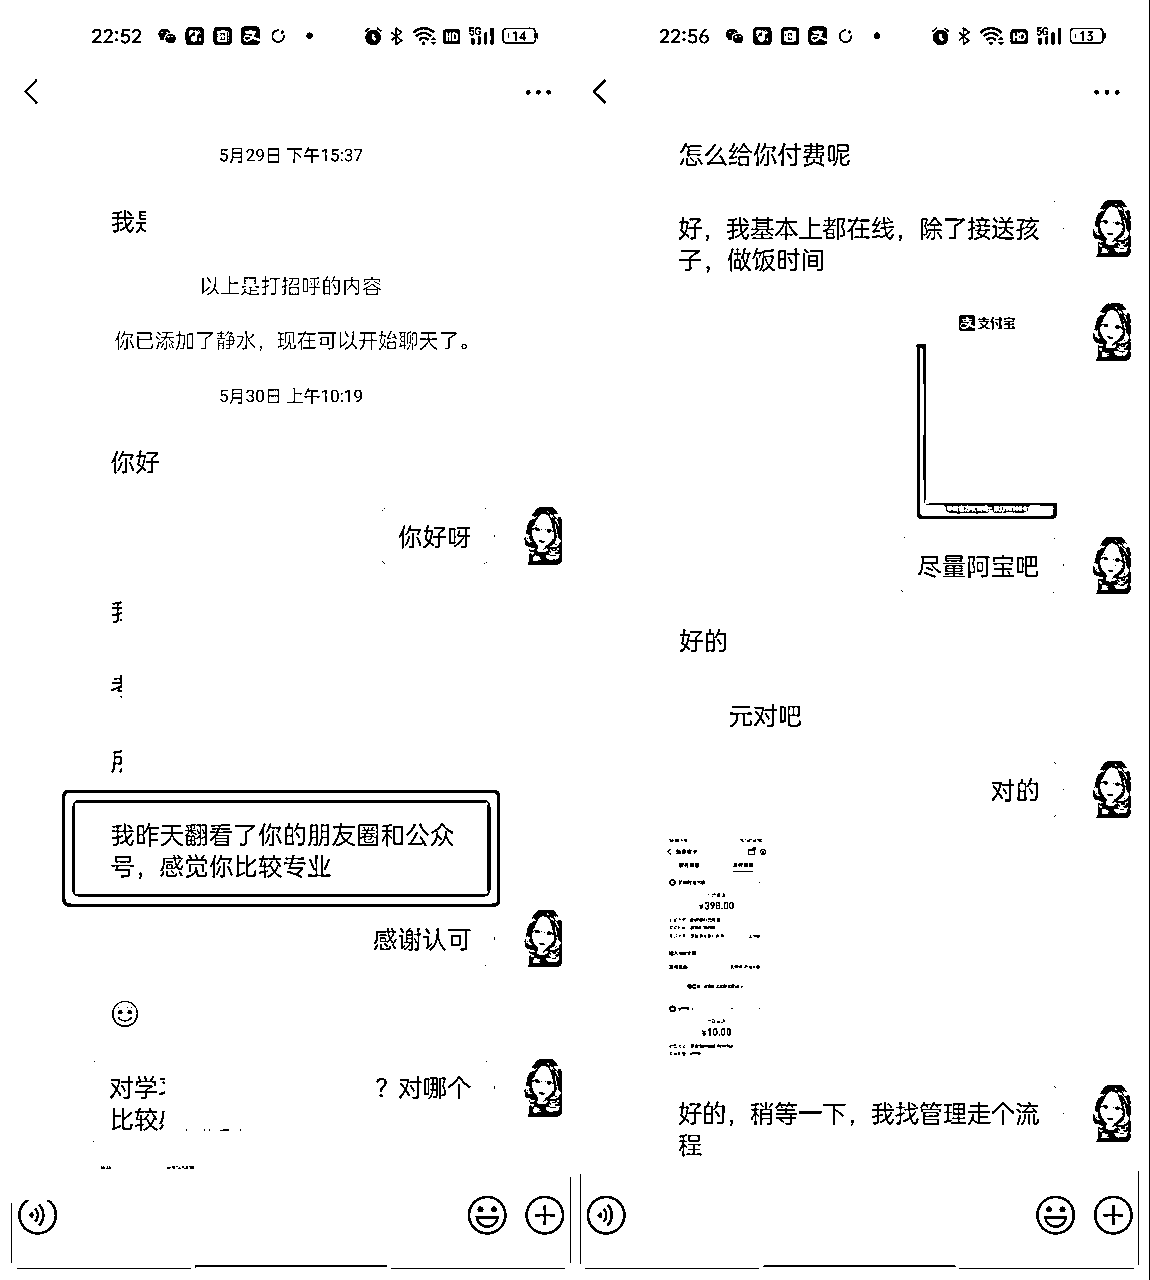 22:52
HD
5G
14
5月29日 下午15:37
我是
以上是打招呼的内容
你已添加了静水，现在可以开始聊天了。
5月30日 上午10:19
你好
你好呀
我昨天翻看了你的朋友圈和公众
号，感觉你比较专业
感谢认可
对学
？对哪个
比较
22:56
HD
5G
13
怎么给你付费呢
好，我基本上都在线，除了接送孩
子，做饭时间
支付宝
尽量阿宝吧
好的
元对吧
对的
¥398.00
¥10.00
好的，稍等一下，我找管理走个流
程